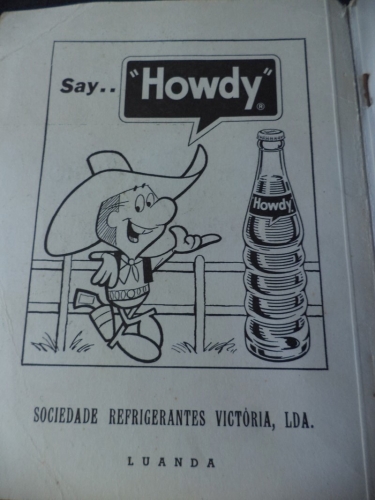 Say.. "Howdy"®
Howdy
SOCIEDADE REFRIGERANTES VICTÓRIA, LDA.
LUANDA